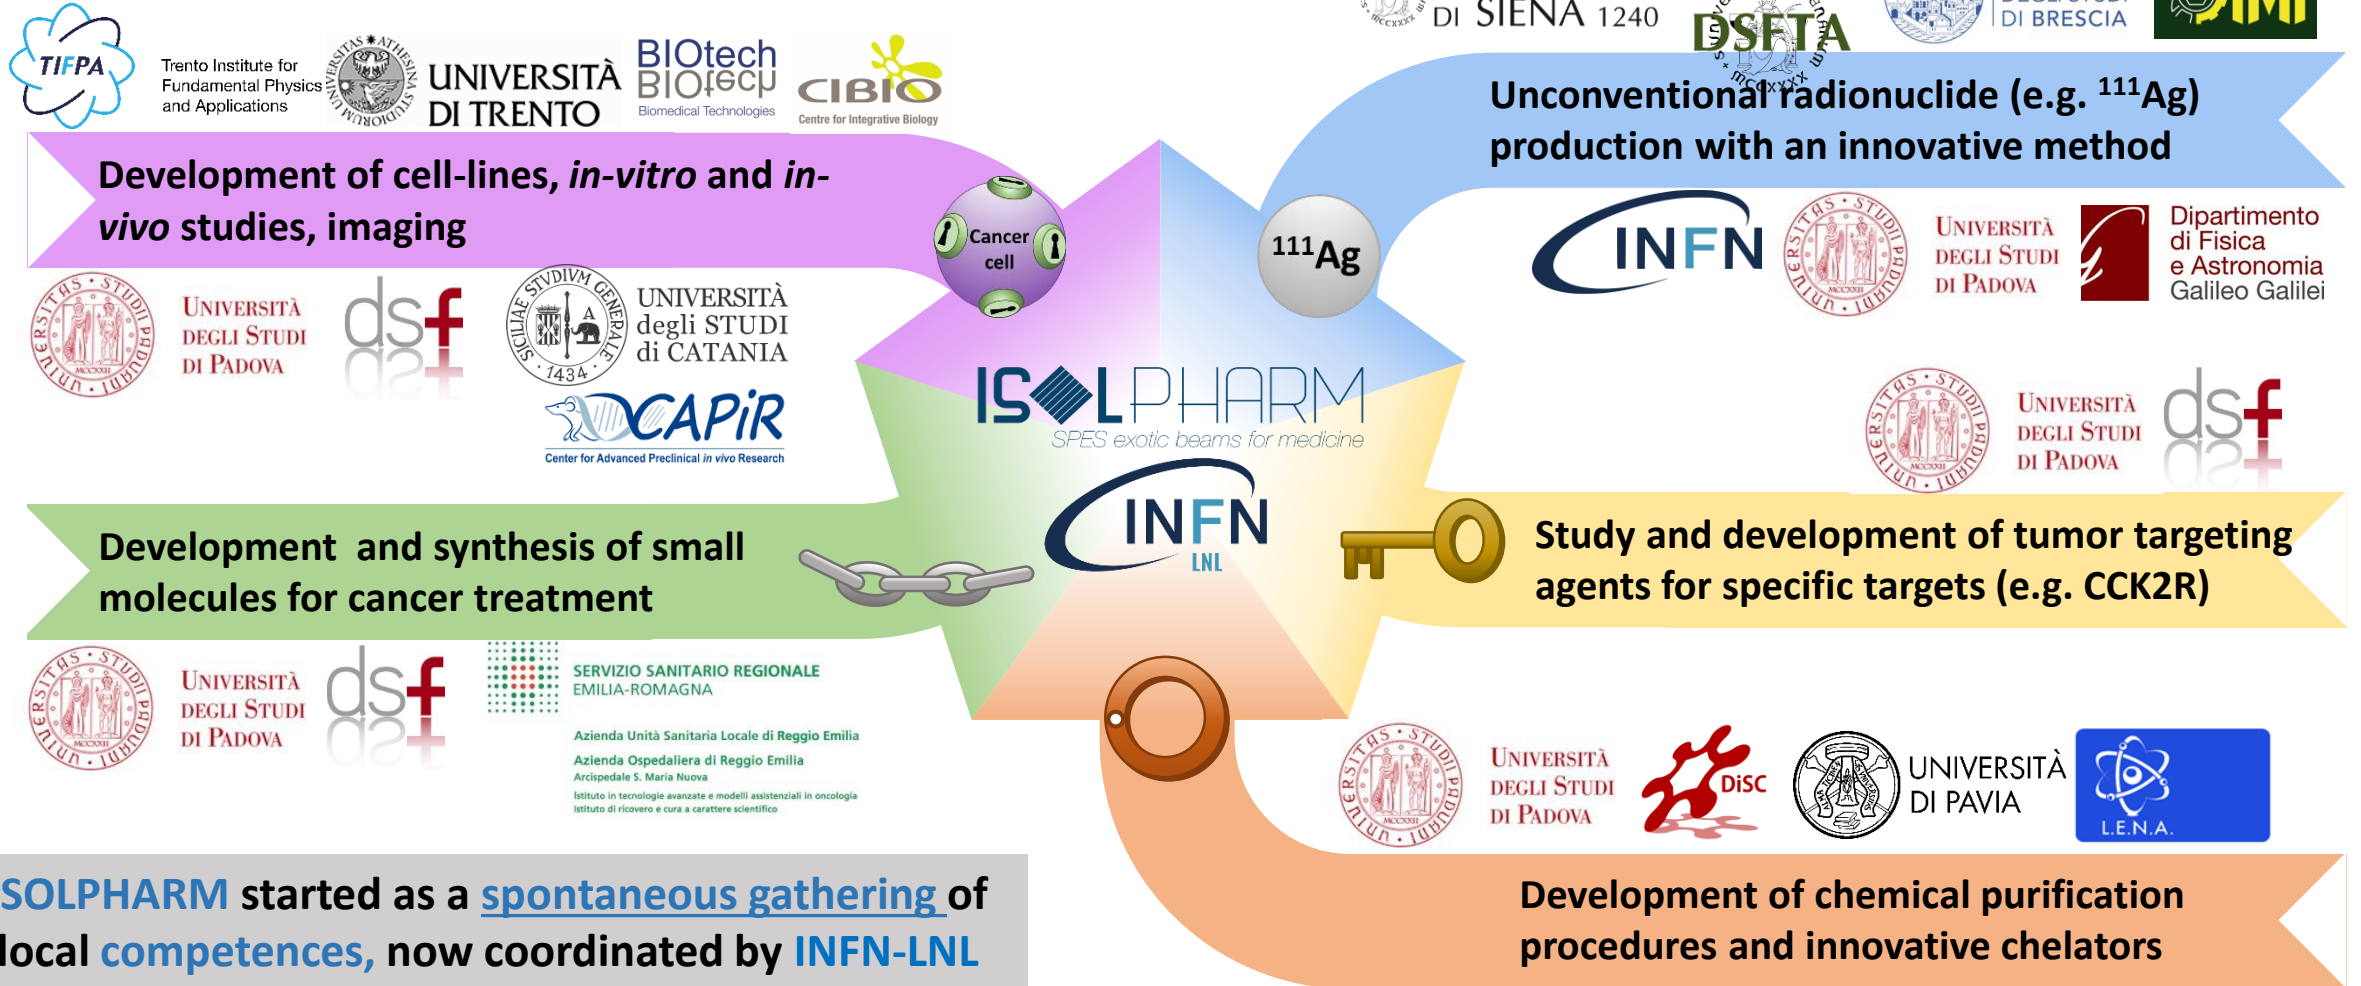 TIFPA
Trento Institute for
Fundamental Physics
and Applications
UNIVERSITÀ
DI TRENTO
BIOtech
Biomedical Technologies
CIBIO
Centre for Integrative Biology
DI SIENA 1240
DSFTA
DI BRESCIA
Development of cell-lines, in-vitro and in-
vivo studies, imaging
Cancer
cell
Unconventional radionuclide (e.g. 111Ag)
production with an innovative method
111Ag
INFN
UNIVERSITÀ
DEGLI STUDI
DI PADOVA
Dipartimento
di Fisica
e Astronomia
Galileo Galilei
UNIVERSITÀ
DEGLI STUDI
DI PADOVA
dsf
SICILIAE STVDIVM GENERALE
1434
UNIVERSITÀ
degli STUDI
di CATANIA
CAPiR
Center for Advanced Preclinical in vivo Research
ISOLPHARM
SPES exotic beams for medicine
INFN
LNL
UNIVERSITÀ
DEGLI STUDI
DI PADOVA
dsf
Development and synthesis of small
molecules for cancer treatment
Study and development of tumor targeting
agents for specific targets (e.g. CCK2R)
UNIVERSITÀ
DEGLI STUDI
DI PADOVA
dsf
SERVIZIO SANITARIO REGIONALE
EMILIA-ROMAGNA
Azienda Unità Sanitaria Locale di Reggio Emilia
Azienda Ospedaliera di Reggio Emilia
Arcispedale S. Maria Nuova
Istituto in tecnologie avanzate e modelli assistenziali in oncologia
Istituto di ricovero e cura a carattere scientifico
UNIVERSITÀ
DEGLI STUDI
DI PADOVA
DiSC
UNIVERSITÀ
DI PAVIA
L.E.N.A.
SOLPHARM started as a spontaneous gathering of
local competences, now coordinated by INFN-LNL
Development of chemical purification
procedures and innovative chelators